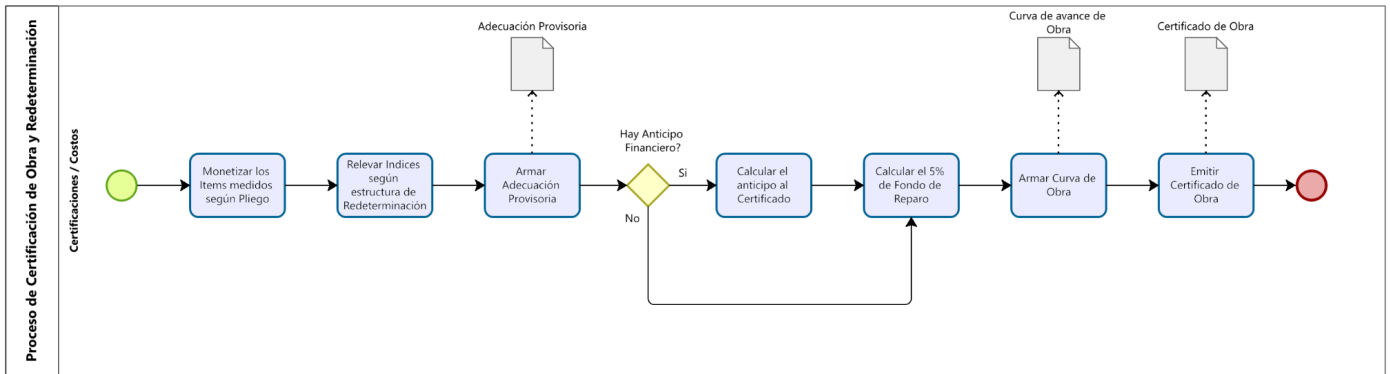 Proceso de Certificación de Obra y Redeterminación
Certificaciones / Costos
Monetizar los
Items medidos
según Pliego
Relevar Indices
según
estructura de
Redeterminación
Adecuación Provisoria
Armar
Adecuación
Provisoria
Hay Anticipo
Financiero?
Si
No
Calcular el
anticipo al
Certificado
Calcular el 5%
de Fondo de
Reparo
Curva de avance de
Obra
Armar Curva de
Obra
Certificado de Obra
Emitir
Certificado de
Obra